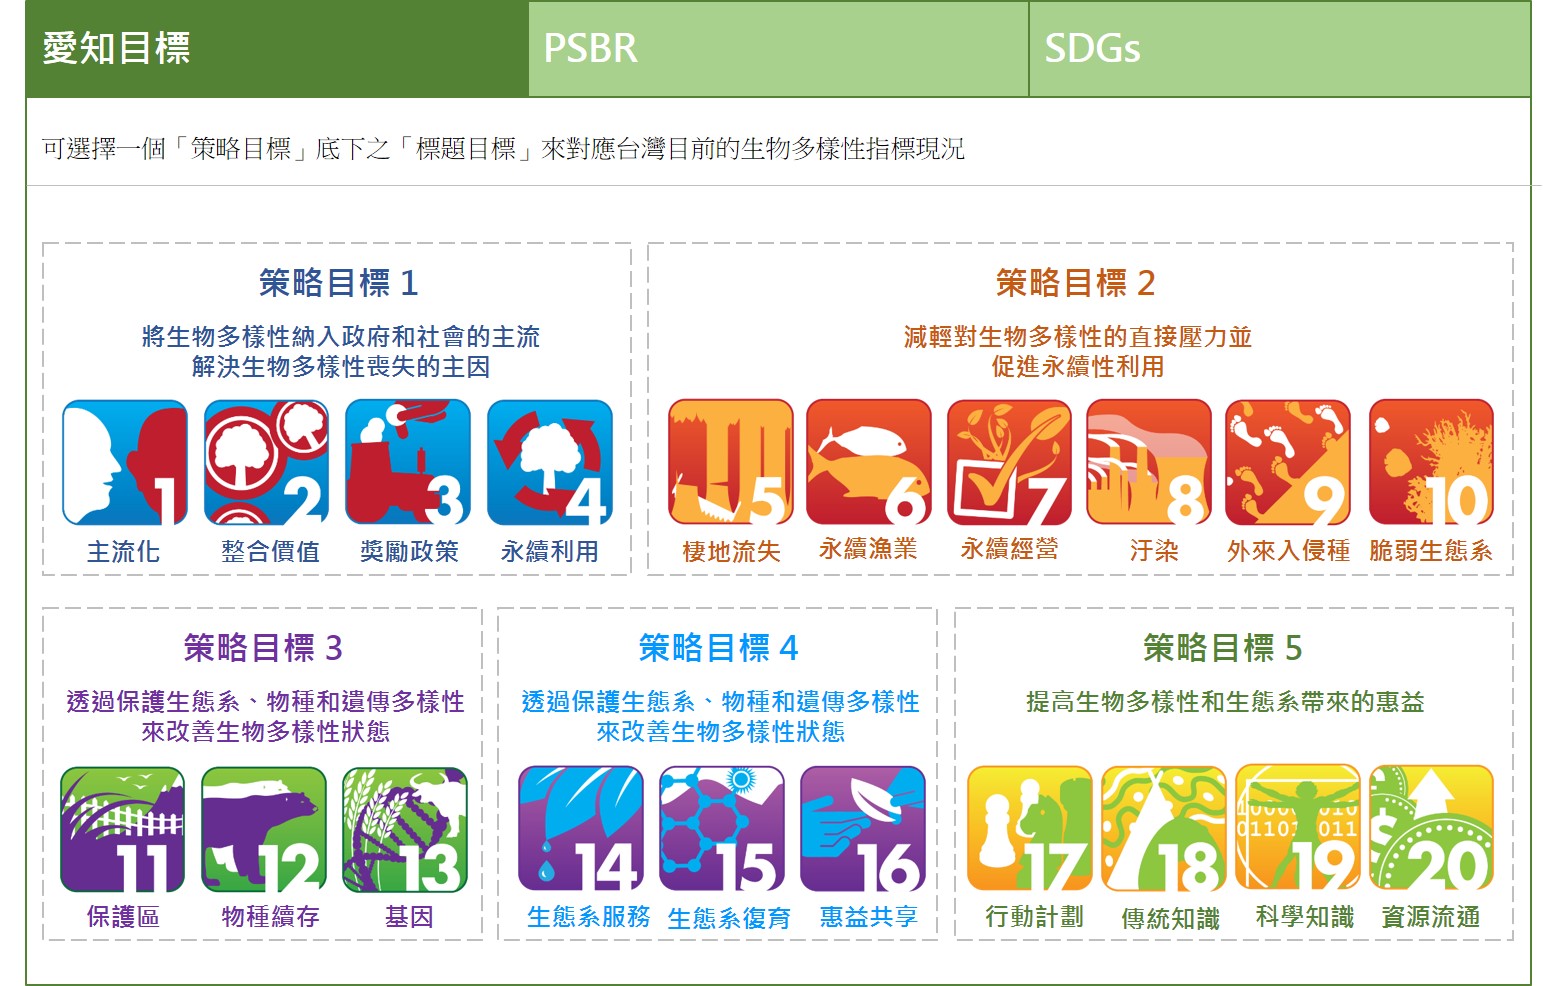 愛知目標
PSBR
SDGs
可選擇一個「策略目標」底下之「標題目標」來對應台灣目前的生物多樣性指標現況
策略目標 1
將生物多樣性納入政府和社會的主流
解決生物多樣性喪失的主因
1
2
3
4
主流化
整合價值
獎勵政策
永續利用
策略目標 2
減輕對生物多樣性的直接壓力並
促進永續性利用
5
6
7
8
9
10
棲地流失
永續漁業
永續經營
汙染
外來入侵種
脆弱生態系
策略目標 3
透過保護生態系、物種和遺傳多樣性
來改善生物多樣性狀態
11
12
13
保護區
物種續存
基因
策略目標 4
透過保護生態系、物種和遺傳多樣性
來改善生物多樣性狀態
14
15
16
生態系服務
生態系復育
惠益共享
策略目標 5
提高生物多樣性和生態系帶來的惠益
17
18
19
$
20
行動計劃
傳統知識
科學知識
資源流通